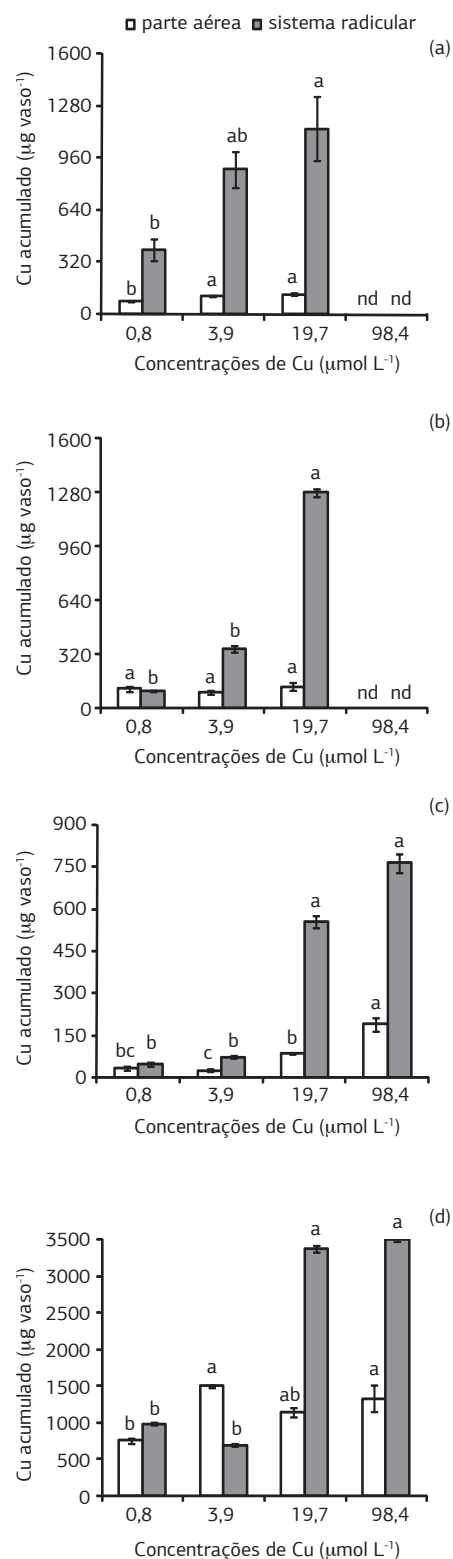 parte aérea sistema radicular
(a)
Cu acumulado (µg vaso⁻¹)
1600
1280
960
640
320
0
b b a ab a a nd nd
0,8 3,9 19,7 98,4
Concentrações de Cu (µmol L⁻¹)
(b)
Cu acumulado (µg vaso⁻¹)
1600
1280
960
640
320
0
a b a b a a nd nd
0,8 3,9 19,7 98,4
Concentrações de Cu (µmol L⁻¹)
(c)
Cu acumulado (µg vaso⁻¹)
900
750
600
450
300
150
0
bc b c b b a a a
0,8 3,9 19,7 98,4
Concentrações de Cu (µmol L⁻¹)
(d)
Cu acumulado (µg vaso⁻¹)
3500
3000
2500
2000
1500
1000
500
0
b b a b ab a a a
0,8 3,9 19,7 98,4
Concentrações de Cu (µmol L⁻¹)